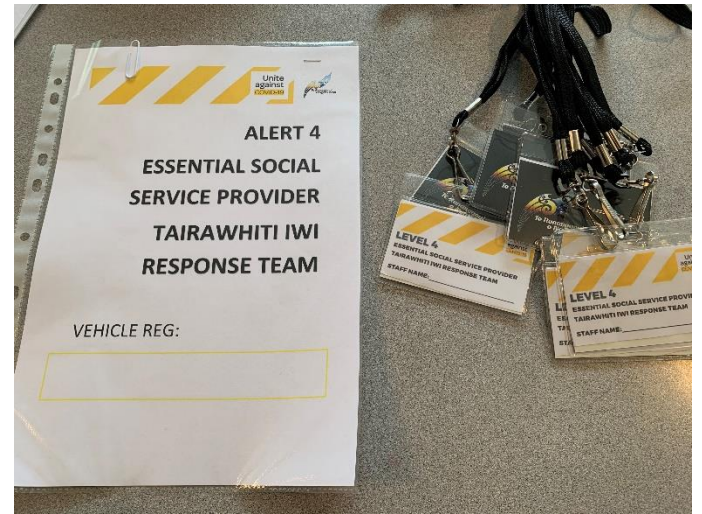 Unite
against
COVID-19
ALERT 4
ESSENTIAL SOCIAL
SERVICE PROVIDER
TAIRAWHITI IWI
RESPONSE TEAM
VEHICLE REG:
LEVEL 4
ESSENTIAL SOCIAL SERVICE PROVIDER
TAIRAWHITI IWI RESPONSE TEAM
STAFF NAME:
LEVEL 4
ESSENTIAL SOCIAL SERVICE PROVI
TAIRAWHITI IWI RESPONSE TEAM
STAFF NAME: